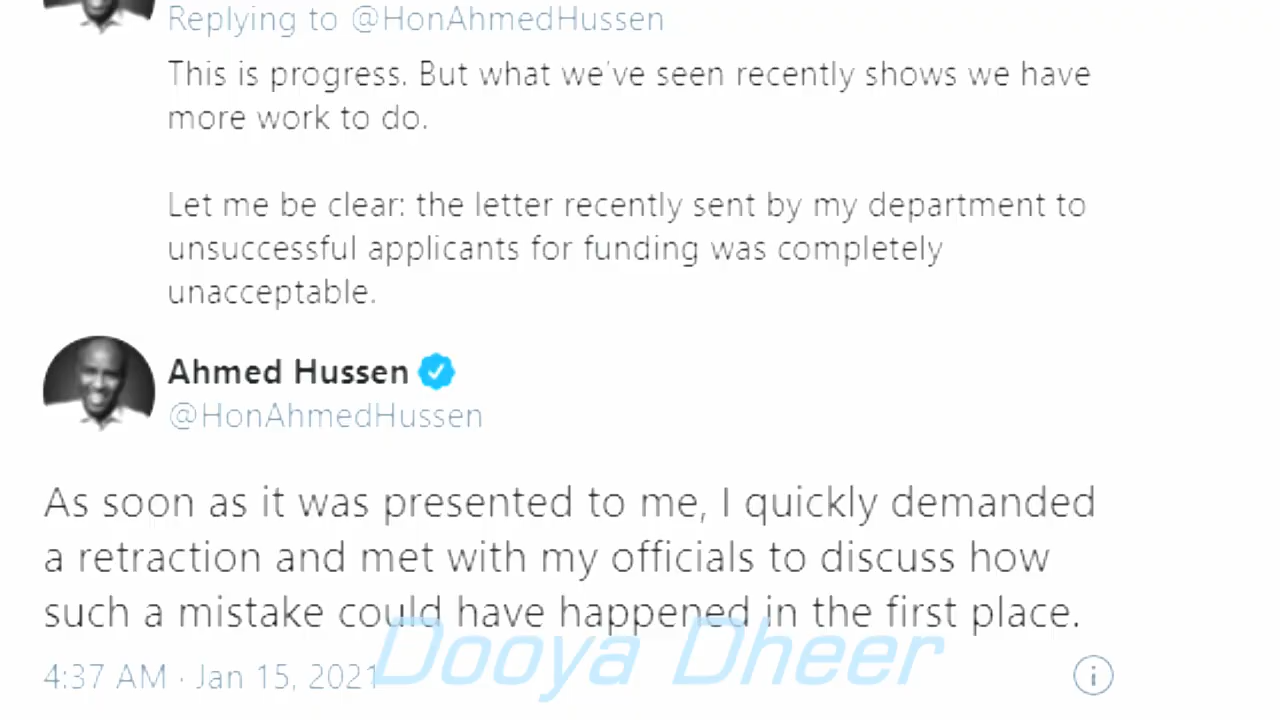 Replying to @HonAhmedHussen
This is progress. But what we've seen recently shows we have
more work to do.
Let me be clear: the letter recently sent by my department to
unsuccessful applicants for funding was completely
unacceptable.
Ahmed Hussen
@HonAhmedHussen
As soon as it was presented to me, I quickly demanded
a retraction and met with my officials to discuss how
such a mistake could have happened in the first place.
4:37 AM · Jan 15, 2021
Dooya Dheer